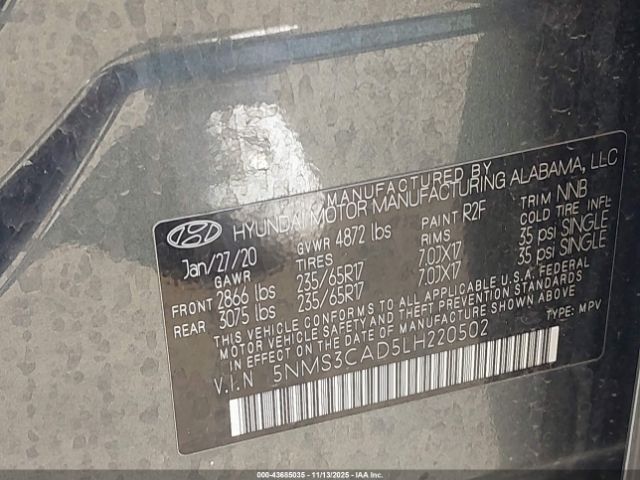 MANUFACTURED BY
HYUNDAI MOTOR MANUFACTURING ALABAMA, LLC
Jan/27/20 GVWR 4872 lbs PAINT R2F TRIM NNB
GAWR TIRES RIMS COLD TIRE INFL
FRONT 2866 lbs 235/65R17 7.0JX17 35 psi SINGLE
REAR 3075 lbs 235/65R17 7.0JX17 35 psi SINGLE
THIS VEHICLE CONFORMS TO ALL APPLICABLE U.S.A. FEDERAL
MOTOR VEHICLE SAFETY AND THEFT PREVENTION STANDARDS
IN EFFECT ON THE DATE OF MANUFACTURE SHOWN ABOVE.
V.I.N 5NMS3CAD5LH220502 TYPE: MPV
000-43685035 - 11/13/2025 - IAA Inc.